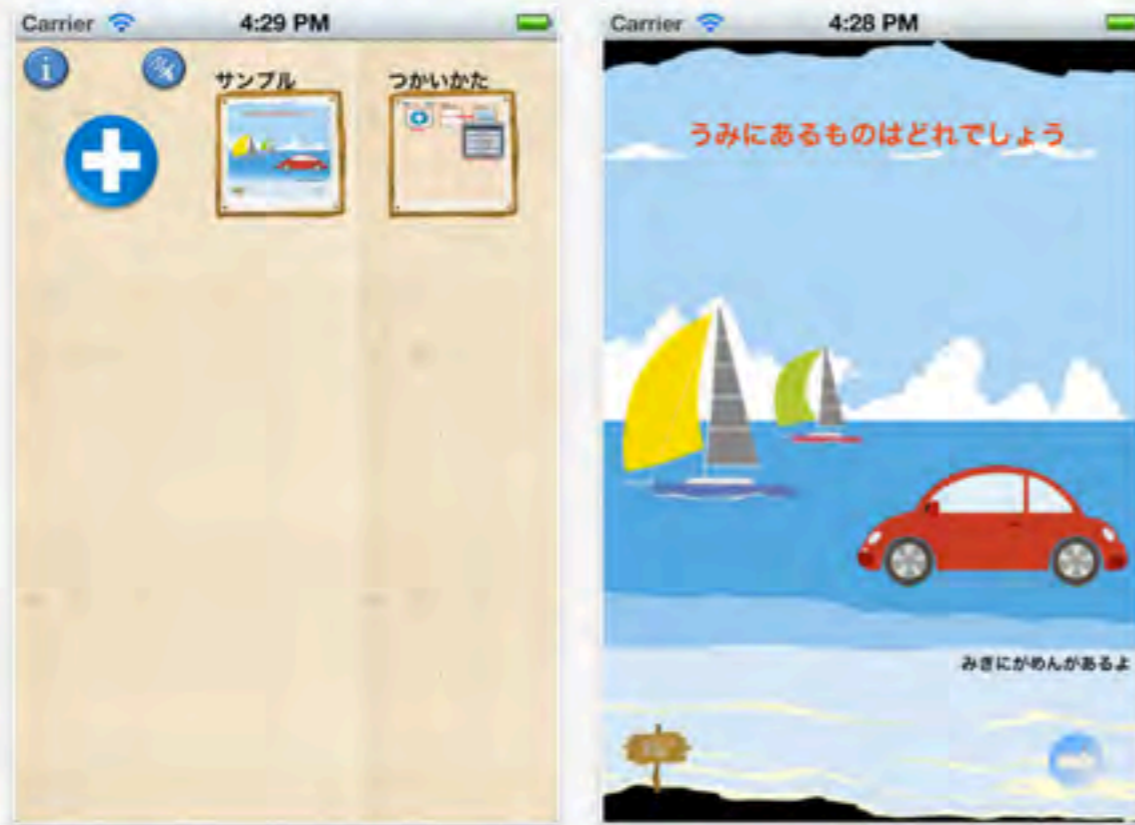 Carrier 4:29 PM
サンプル
つかいかた
Carrier 4:28 PM
うみにあるものはどれでしょう
みぎにがめんがあるよ